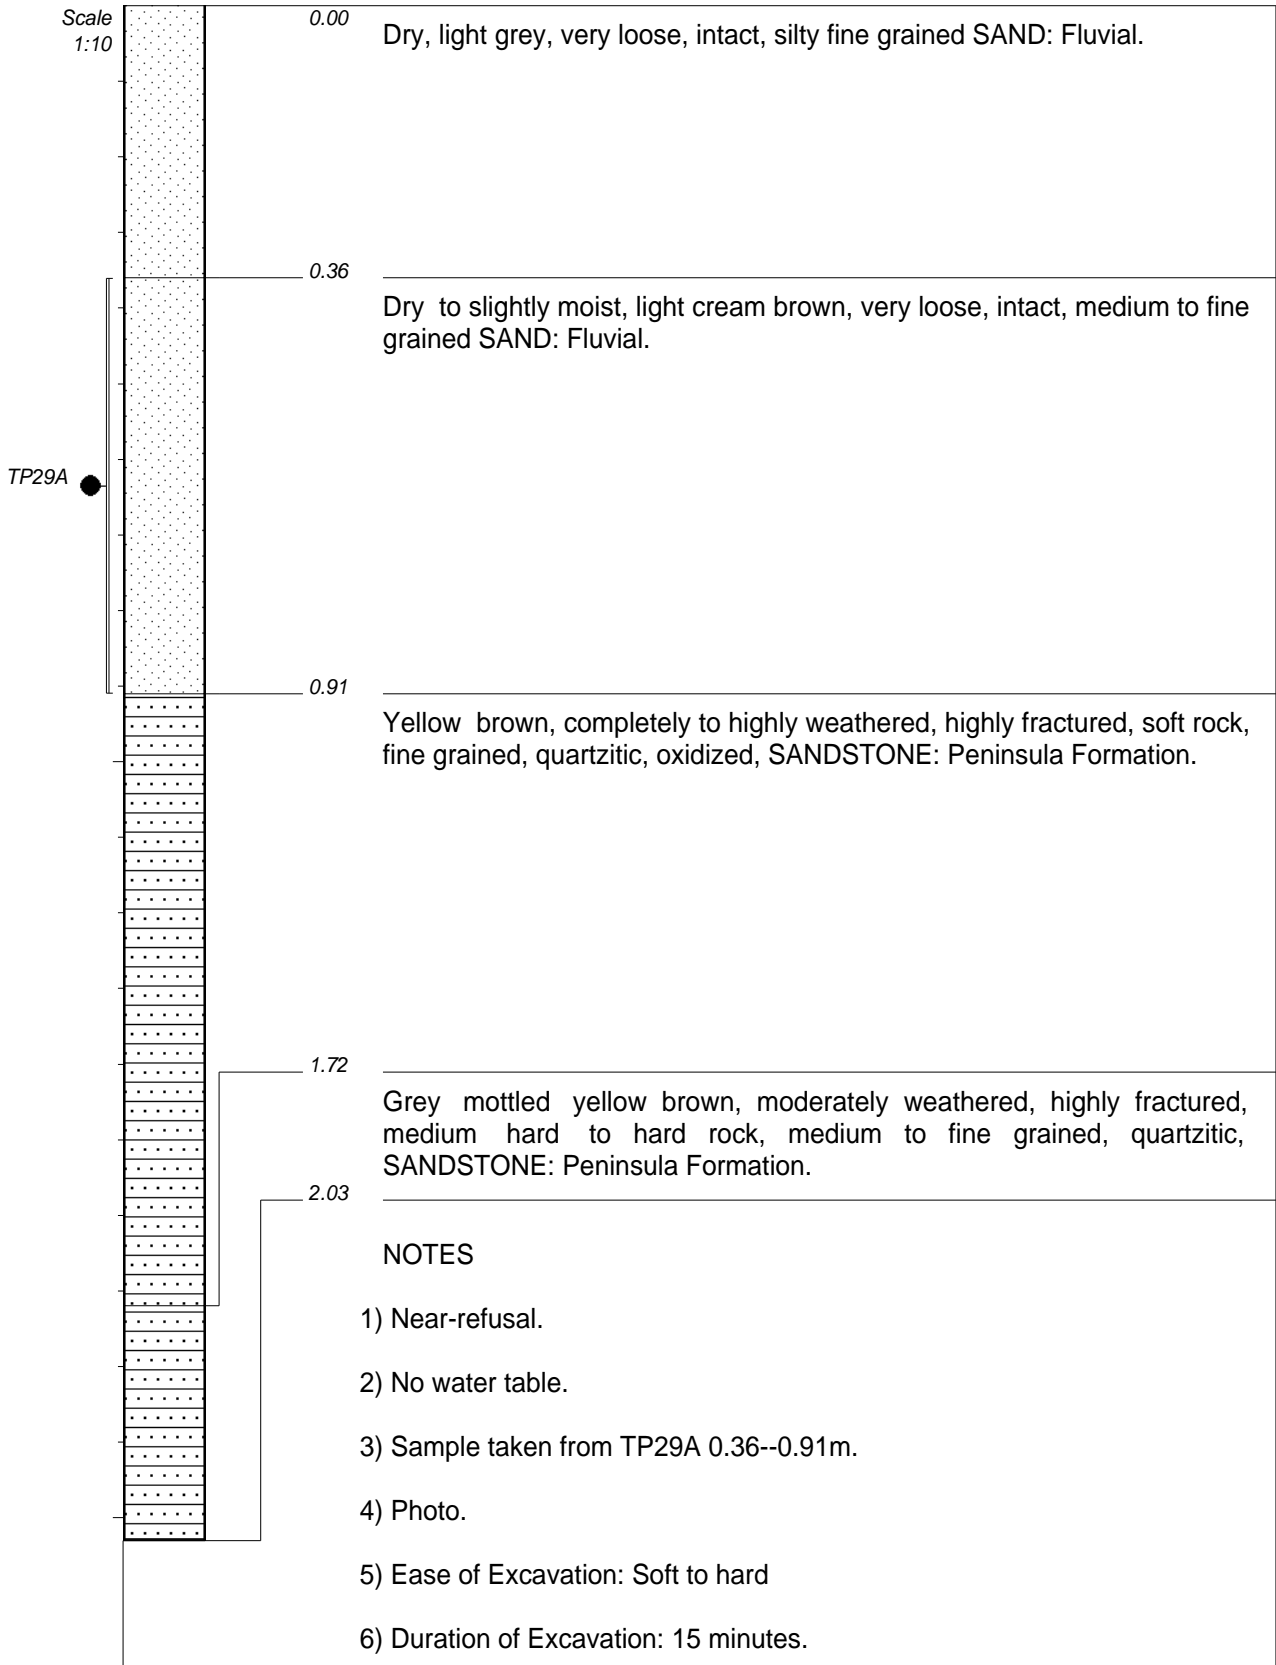 Scale
1:10
0.00
Dry, light grey, very loose, intact, silty fine grained SAND: Fluvial.
0.36
Dry to slightly moist, light cream brown, very loose, intact, medium to fine
grained SAND: Fluvial.
TP29A
0.91
Yellow brown, completely to highly weathered, highly fractured, soft rock,
fine grained, quartzitic, oxidized, SANDSTONE: Peninsula Formation.
1.72
Grey mottled yellow brown, moderately weathered, highly fractured,
medium hard to hard rock, medium to fine grained, quartzitic,
SANDSTONE: Peninsula Formation.
2.03
NOTES
1) Near-refusal.
2) No water table.
3) Sample taken from TP29A 0.36--0.91m.
4) Photo.
5) Ease of Excavation: Soft to hard
6) Duration of Excavation: 15 minutes.